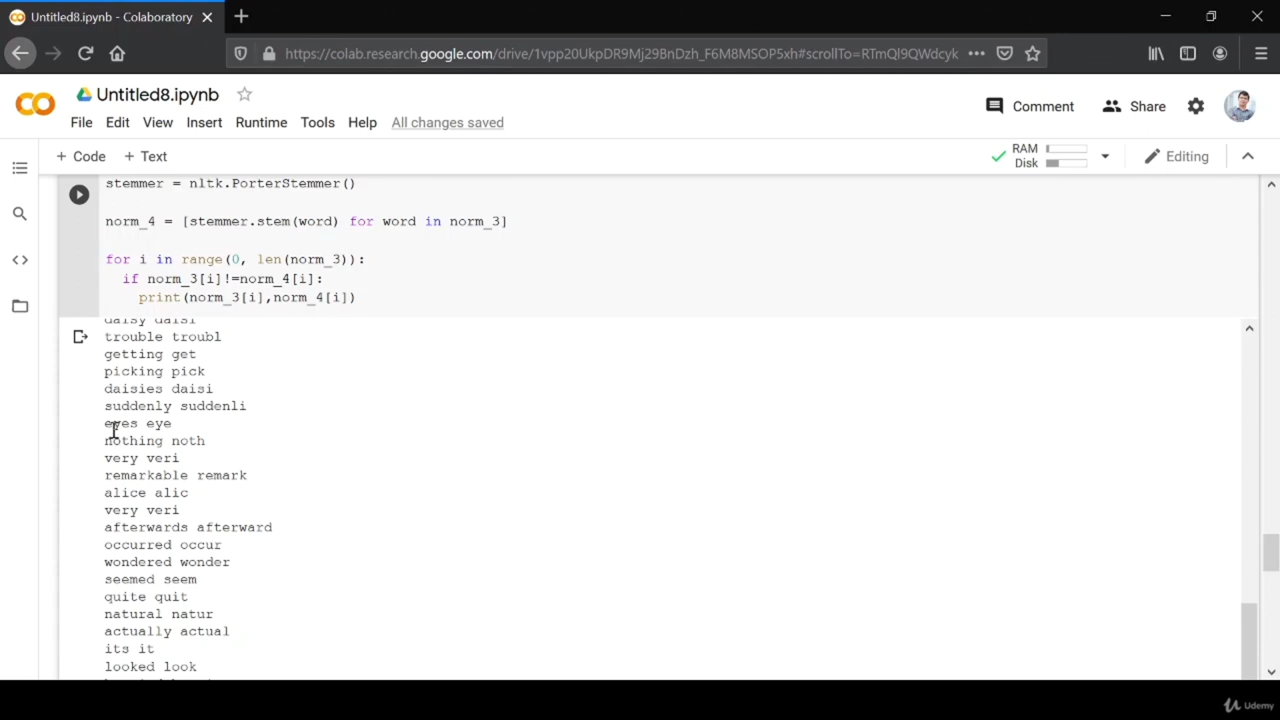 Untitled8.ipynb - Colaboratory
https://colab.research.google.com/drive/1vpp20UkpDR9Mj29BnDzh_F6M8MSOP5xh#scrollTo=RTmQl9QWdcyk
Untitled8.ipynb
Comment
Share
File Edit View Insert Runtime Tools Help All changes saved
+ Code + Text
RAM
Disk
Editing
stemmer = nltk.PorterStemmer()
norm_4 = [stemmer.stem(word) for word in norm_3]
for i in range(0, len(norm_3)):
if norm_3[i]!=norm_4[i]:
print(norm_3[i],norm_4[i])
daisy daisi
trouble troubl
getting get
picking pick
daisies daisi
suddenly suddenli
eyes eye
nothing noth
very veri
remarkable remark
alice alic
very veri
afterwards afterward
occurred occur
wondered wonder
seemed seem
quite quit
natural natur
actually actual
its it
looked look
Udemy